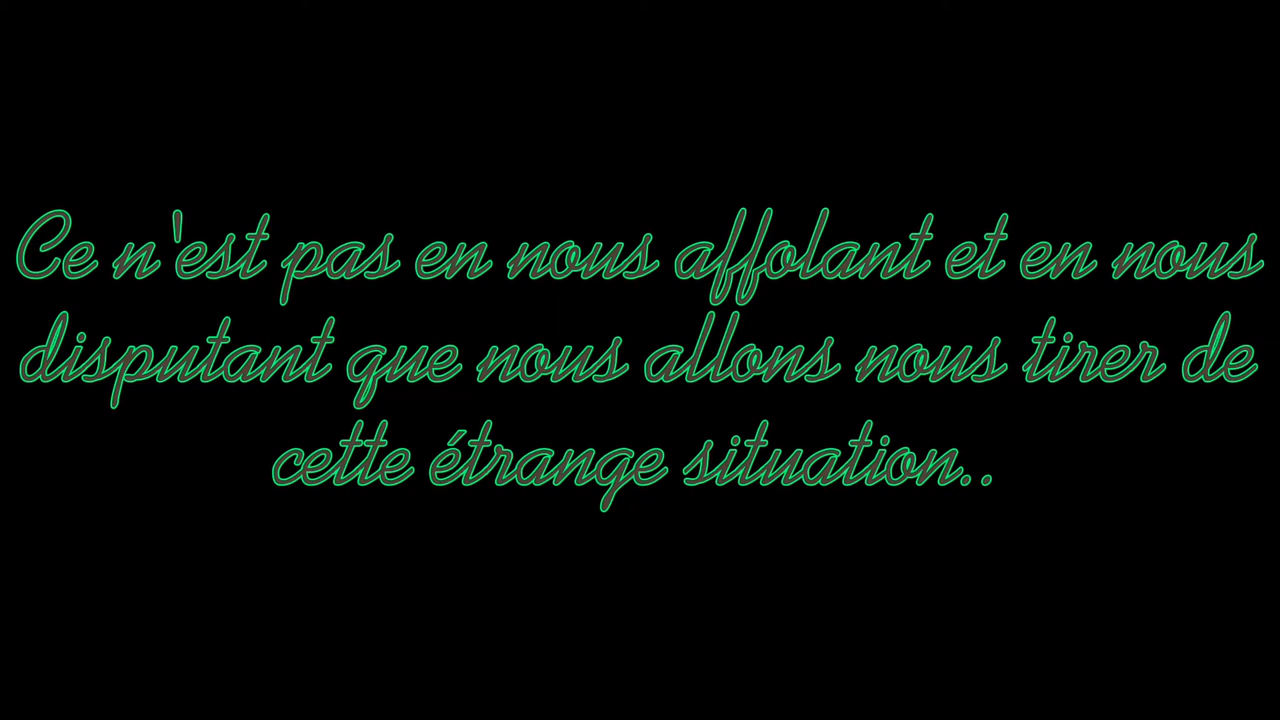 Ce n'est pas en nous affolant et en nous
disputant que nous allons nous tirer de
cette étrange situation..